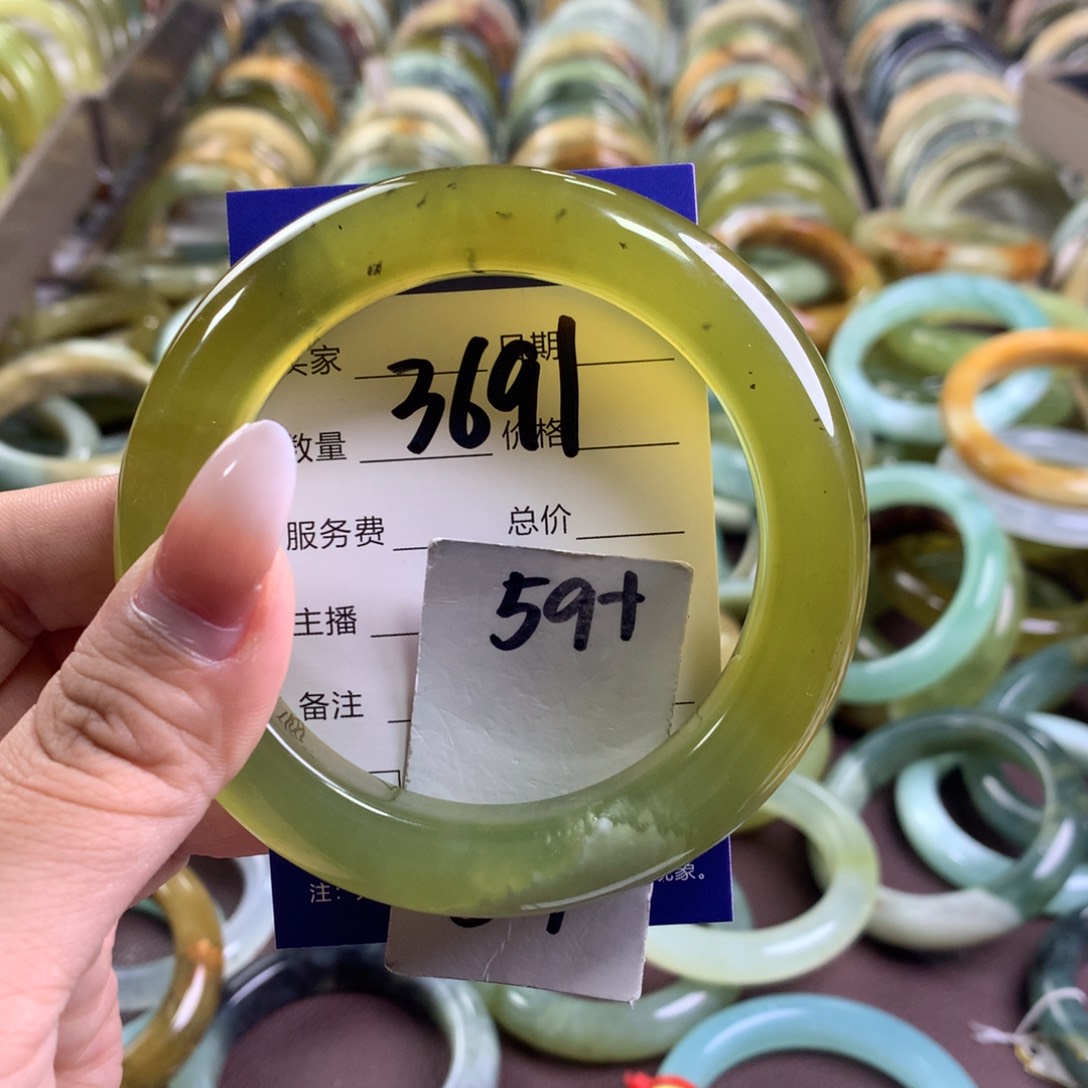 家 日期
3691
数量 价格
服务费 总价
59+
主播
备注
注:
象。